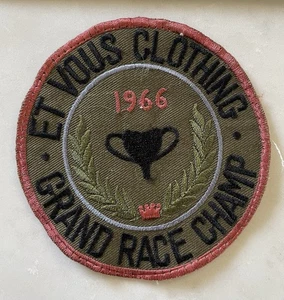 · ET VOUS CLOTHING ·
1966
GRAND RACE CHAMP